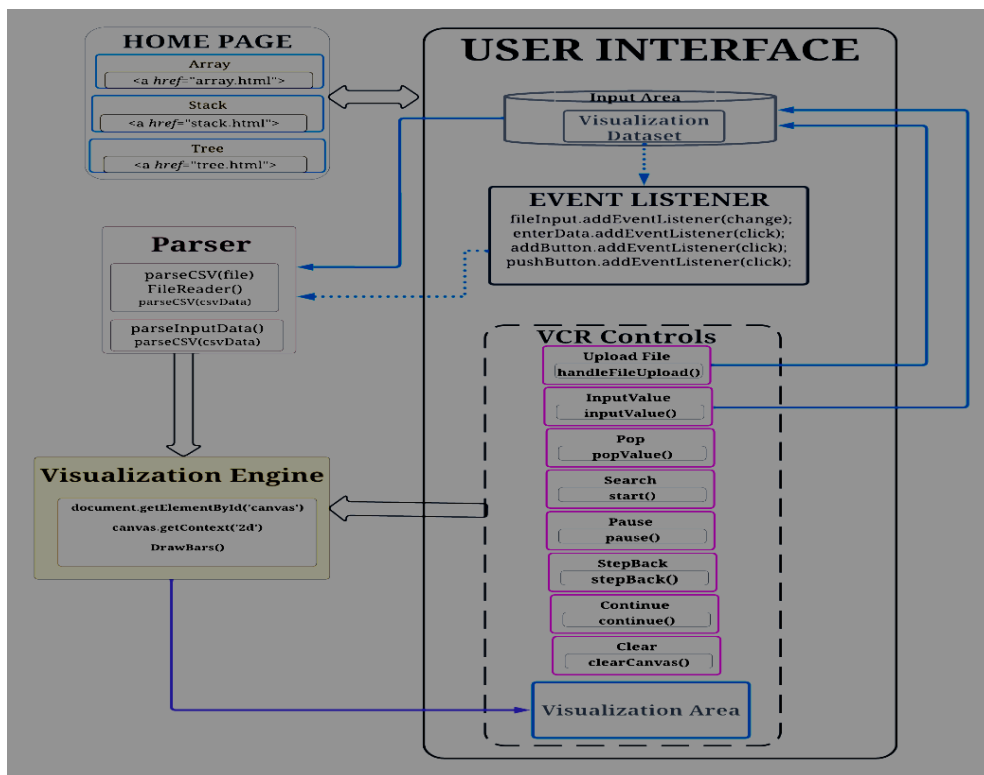 HOME PAGE
Array
<a href="array.html">
Stack
<a href="stack.html">
Tree
<a href="tree.html">
USER INTERFACE
Input Area
Visualization
Dataset
EVENT LISTENER
fileInput.addEventListener(change);
enterData.addEventListener(click);
addButton.addEventListener(click);
pushButton.addEventListener(click);
Parser
parseCSV(file)
FileReader()
parseCSV(csvData)
parseInputData()
parseCSV(csvData)
VCR Controls
Upload File
handleFileUpload()
InputValue
inputValue()
Pop
popValue()
Search
start()
Pause
pause()
StepBack
stepBack()
Continue
continue()
Clear
clearCanvas()
Visualization Area
Visualization Engine
document.getElementById('canvas')
canvas.getContext('2d')
DrawBars()